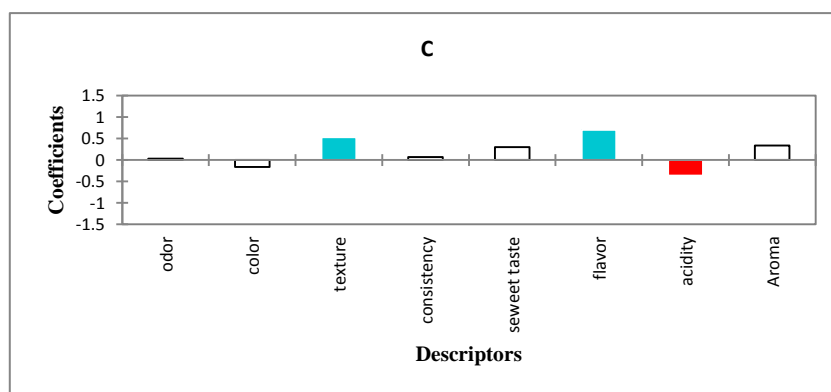 C
Coefficients
1.5
1
0.5
0
-0.5
-1
-1.5
odor
color
texture
consistency
seweet taste
flavor
acidity
Aroma
Descriptors